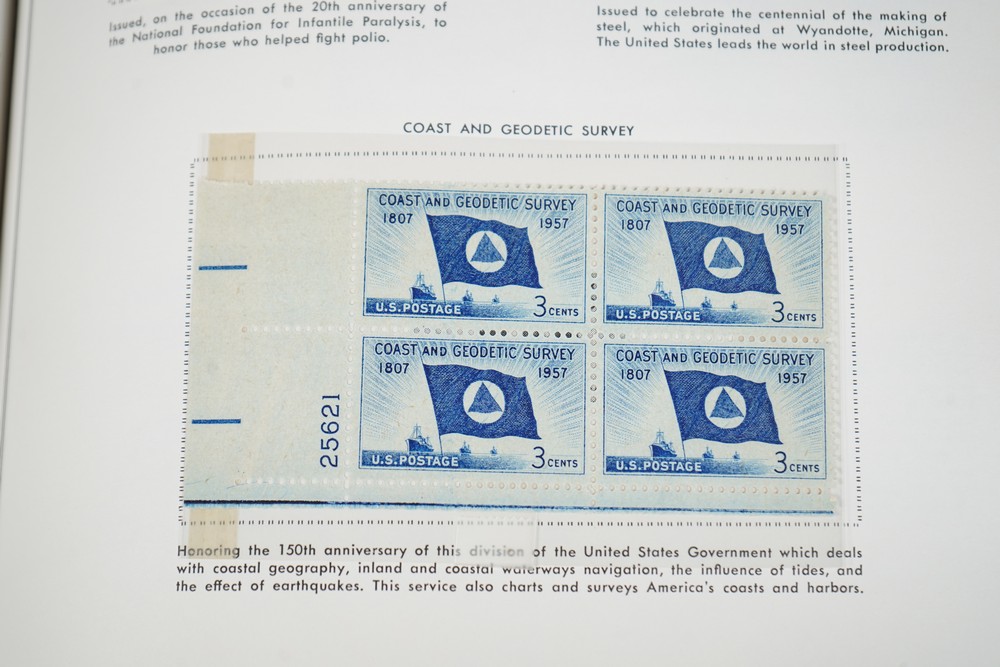 Issued, on the occasion of the 20th anniversary of
the National Foundation for Infantile Paralysis, to
honor those who helped fight polio.
Issued to celebrate the centennial of the making of
steel, which originated at Wyandotte, Michigan.
The United States leads the world in steel production.
COAST AND GEODETIC SURVEY
COAST AND GEODETIC SURVEY
1807 1957
U.S. POSTAGE 3 CENTS
COAST AND GEODETIC SURVEY
1807 1957
U.S. POSTAGE 3 CENTS
COAST AND GEODETIC SURVEY
1807 1957
U.S. POSTAGE 3 CENTS
COAST AND GEODETIC SURVEY
1807 1957
U.S. POSTAGE 3 CENTS
25621
Honoring the 150th anniversary of this division of the United States Government which deals
with coastal geography, inland and coastal waterways navigation, the influence of tides, and
the effect of earthquakes. This service also charts and surveys America's coasts and harbors.